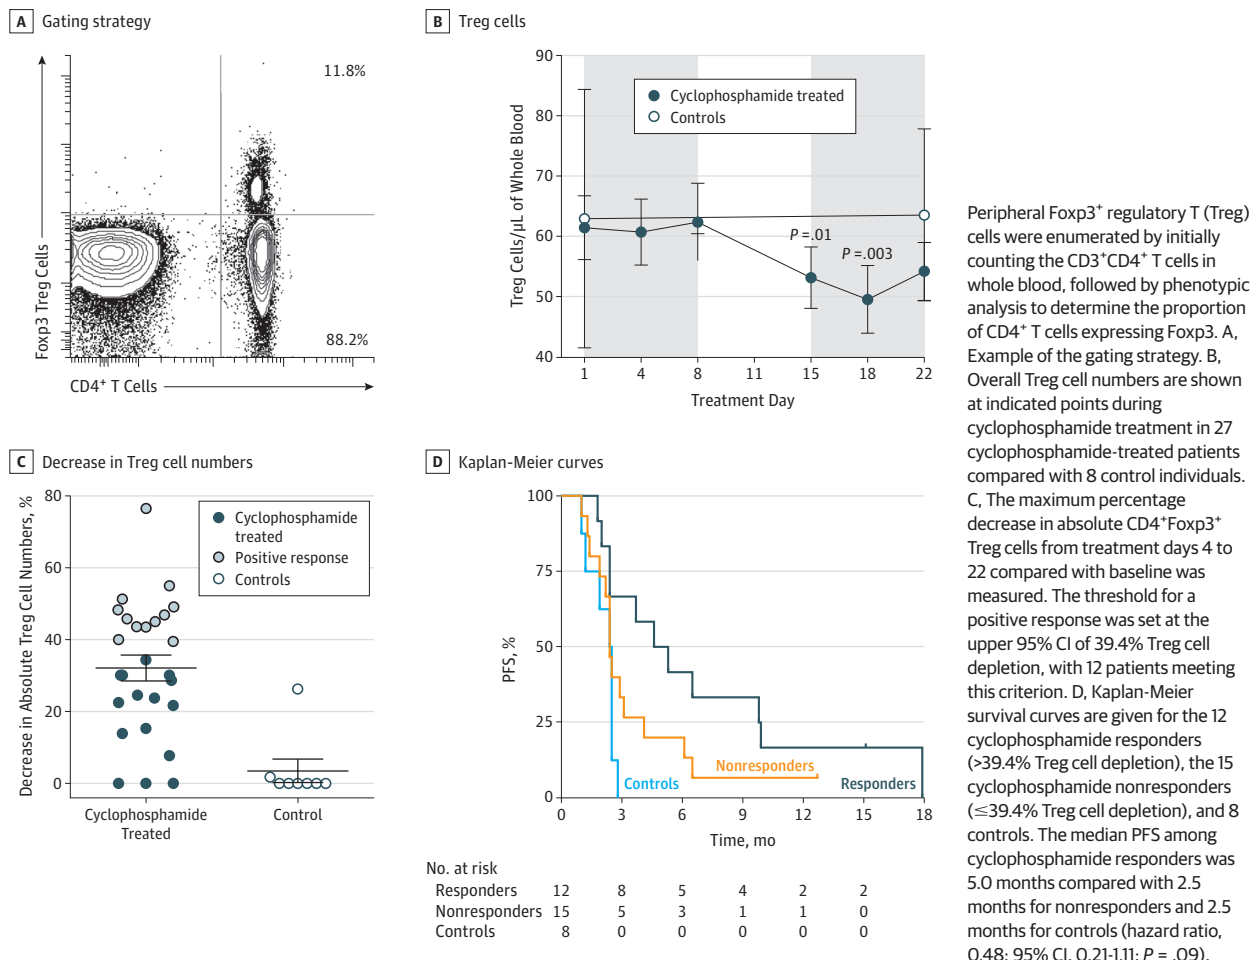 A Gating strategy
11.8%
88.2%
Foxp3 Treg Cells
CD4+ T Cells
B Treg cells
Treg Cells/μL of Whole Blood
90
80
70
60
50
40
Cyclophosphamide treated
Controls
P = .01
P = .003
1 4 8 11 15 18 22
Treatment Day
C Decrease in Treg cell numbers
Decrease in Absolute Treg Cell Numbers, %
80
60
40
20
0
Cyclophosphamide
treated
Positive response
Controls
Cyclophosphamide
Treated
Control
D Kaplan-Meier curves
PFS, %
100
75
50
25
0
Controls
Nonresponders
Responders
0 3 6 9 12 15 18
Time, mo
No. at risk
Responders 12 8 5 4 2 2
Nonresponders 15 5 3 1 1 0
Controls 8 0 0 0 0 0
Peripheral Foxp3+ regulatory T (Treg)
cells were enumerated by initially
counting the CD3+CD4+ T cells in
whole blood, followed by phenotypic
analysis to determine the proportion
of CD4+ T cells expressing Foxp3. A,
Example of the gating strategy. B,
Overall Treg cell numbers are shown
at indicated points during
cyclophosphamide treatment in 27
cyclophosphamide-treated patients
compared with 8 control individuals.
C, The maximum percentage
decrease in absolute CD4+Foxp3+
Treg cells from treatment days 4 to
22 compared with baseline was
measured. The threshold for a
positive response was set at the
upper 95% CI of 39.4% Treg cell
depletion, with 12 patients meeting
this criterion. D, Kaplan-Meier
survival curves are given for the 12
cyclophosphamide responders
(>39.4% Treg cell depletion), the 15
cyclophosphamide nonresponders
(≤39.4% Treg cell depletion), and 8
controls. The median PFS among
cyclophosphamide responders was
5.0 months compared with 2.5
months for nonresponders and 2.5
months for controls (hazard ratio,
0.48; 95% CI, 0.21-1.11; P = .09).